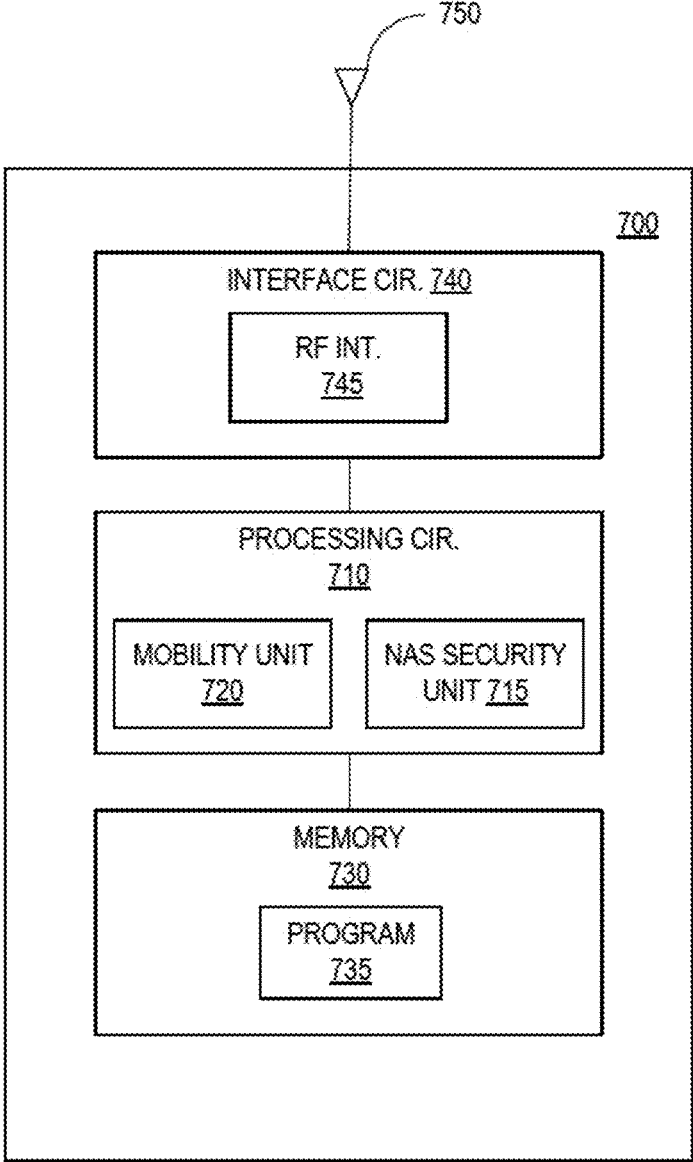 750
700
INTERFACE CIR. 740
RF INT.
745
PROCESSING CIR.
710
MOBILITY UNIT
720
NAS SECURITY
UNIT 715
MEMORY
730
PROGRAM
735